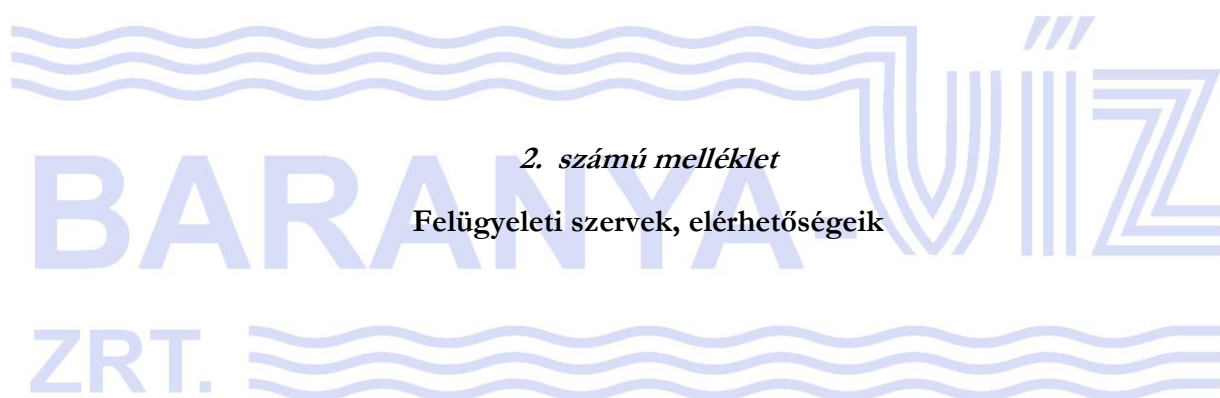 2. számú melléklet
Felügyeleti szervek, elérhetőségeik
BARANYA-VÍZ
ZRT.